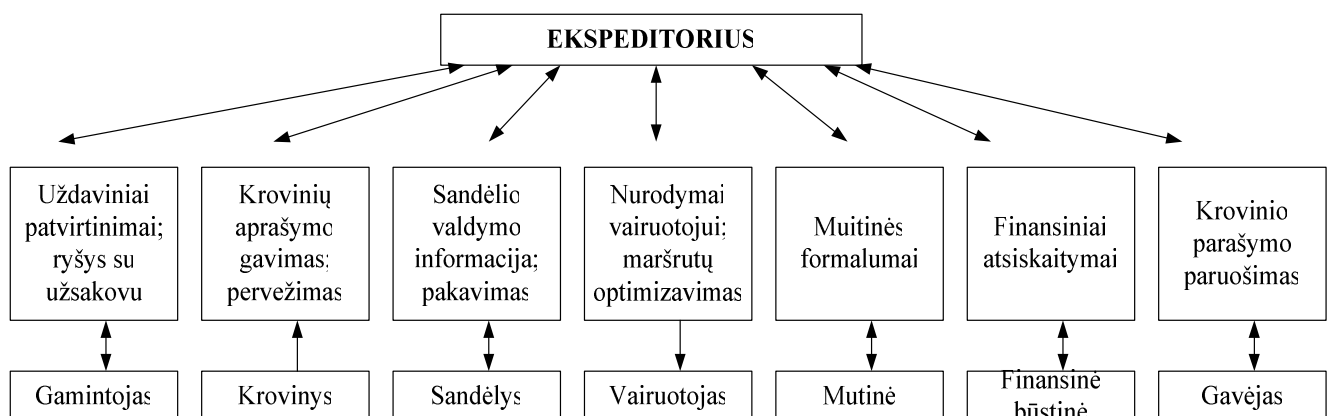 EKSPEDITORIUS
Uždaviniai
patvirtinimai;
ryšys su
užsakovu
Krovinių
aprašymo
gavimas;
pervežimas
Sandėlio
valdymo
informacija;
pakavimas
Nurodymai
vairuotojui;
maršrutų
optimizavimas
Muitinės
formalumai
Finansiniai
atsiskaitymai
Krovinio
parašymo
paruošimas
Gamintojas
Krovinys
Sandėlys
Vairuotojas
Mutinė
Finansinė
būstinė
Gavėjas